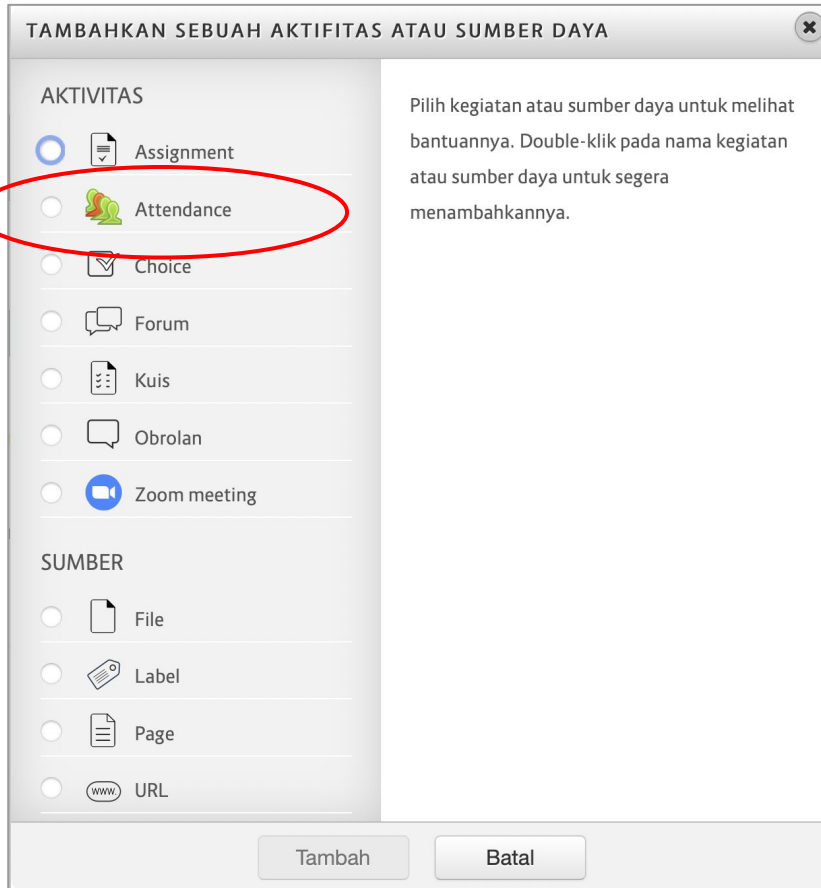 TAMBAHKAN SEBUAH AKTIFITAS ATAU SUMBER DAYA
AKTIVITAS
Assignment
Attendance
Choice
Forum
Kuis
Obrolan
Zoom meeting
SUMBER
File
Label
Page
www. URL
Pilih kegiatan atau sumber daya untuk melihat
bantuannya. Double-klik pada nama kegiatan
atau sumber daya untuk segera
menambahkannya.
Tambah
Batal